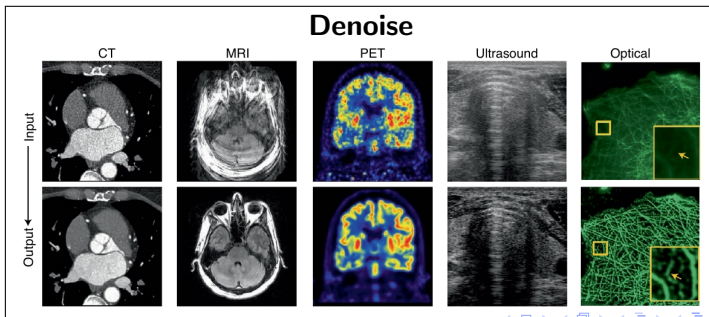 Denoise
CT MRI PET Ultrasound Optical
Input
Output